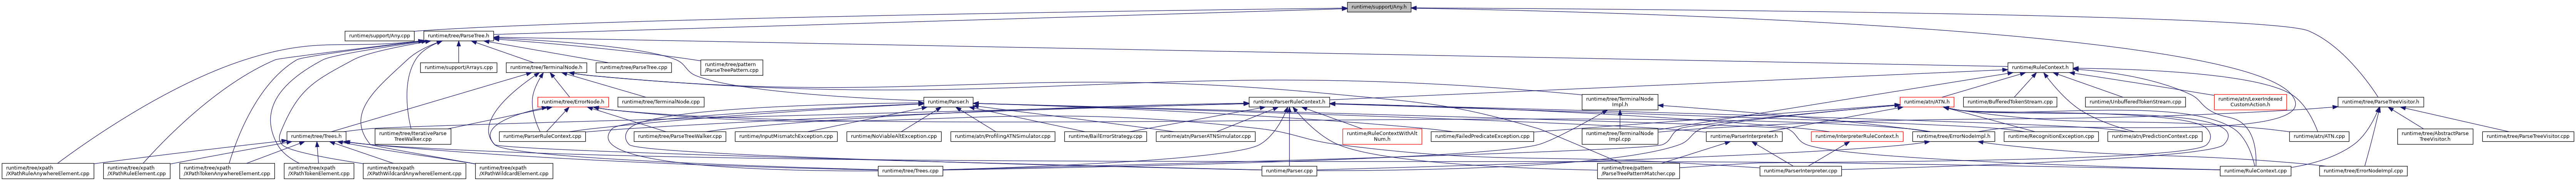 runtime/support/Any.h
runtime/support/Any.cpp
runtime/tree/ParseTree.h
runtime/support/Arrays.cpp
runtime/tree/TerminalNode.h
runtime/tree/ParseTree.cpp
runtime/tree/pattern
/ParseTreePattern.cpp
runtime/RuleContext.h
runtime/tree/ErrorNode.h
runtime/tree/TerminalNode.cpp
runtime/Parser.h
runtime/tree/TerminalNode
Impl.h
runtime/ParserRuleContext.h
runtime/atn/ATN.h
runtime/BufferedTokenStream.cpp
runtime/UnbufferedTokenStream.cpp
runtime/atn/LexerIndexed
CustomAction.h
runtime/tree/ParseTreeVisitor.h
runtime/tree/Trees.h
runtime/tree/IterativeParse
TreeWalker.cpp
runtime/ParserRuleContext.cpp
runtime/tree/ParseTreeWalker.cpp
runtime/InputMismatchException.cpp
runtime/NoViableAltException.cpp
runtime/atn/ProfilingATNSimulator.cpp
runtime/BailErrorStrategy.cpp
runtime/atn/ParserATNSimulator.cpp
runtime/RuleContextWithAlt
Num.h
runtime/FailedPredicateException.cpp
runtime/tree/TerminalNode
Impl.cpp
runtime/ParserInterpreter.h
runtime/InterpreterRuleContext.h
runtime/tree/ErrorNodeImpl.h
runtime/RecognitionException.cpp
runtime/atn/PredictionContext.cpp
runtime/atn/ATN.cpp
runtime/tree/AbstractParse
TreeVisitor.h
runtime/tree/ParseTreeVisitor.cpp
runtime/tree/xpath
/XPathRuleAnywhereElement.cpp
runtime/tree/xpath
/XPathRuleElement.cpp
runtime/tree/xpath
/XPathTokenAnywhereElement.cpp
runtime/tree/xpath
/XPathTokenElement.cpp
runtime/tree/xpath
/XPathWildcardAnywhereElement.cpp
runtime/tree/xpath
/XPathWildcardElement.cpp
runtime/tree/Trees.cpp
runtime/Parser.cpp
runtime/tree/pattern
/ParseTreePatternMatcher.cpp
runtime/ParserInterpreter.cpp
runtime/RuleContext.cpp
runtime/tree/ErrorNodeImpl.cpp